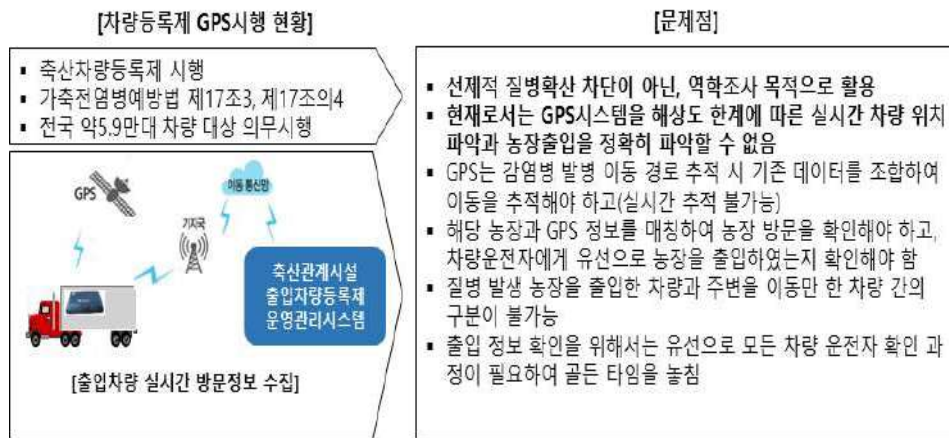 [차량등록제 GPS시행 현황]
▪ 축산차량등록제 시행
▪ 가축전염병예방법 제17조3, 제17조의4
▪ 전국 약5.9만대 차량 대상 의무시행
GPS
이동 통신망
기지국
축산관계시설
출입차량등록제
운영관리시스템
[출입차량 실시간 방문정보 수집]
[문제점]
▪ 선제적 질병확산 차단이 아닌, 역학조사 목적으로 활용
▪ 현재로서는 GPS시스템을 해상도 한계에 따른 실시간 차량 위치
파악과 농장출입을 정확히 파악할 수 없음
▪ GPS는 감염병 발병 이동 경로 추적 시 기존 데이터를 조합하여
이동을 추적해야 하고(실시간 추적 불가능)
▪ 해당 농장과 GPS 정보를 매칭하여 농장 방문을 확인해야 하고,
차량운전자에게 유선으로 농장을 출입하였는지 확인해야 함
▪ 질병 발생 농장을 출입한 차량과 주변을 이동만 한 차량 간의
구분이 불가능
▪ 출입 정보 확인을 위해서는 유선으로 모든 차량 운전자 확인 과
정이 필요하여 골든 타임을 놓침